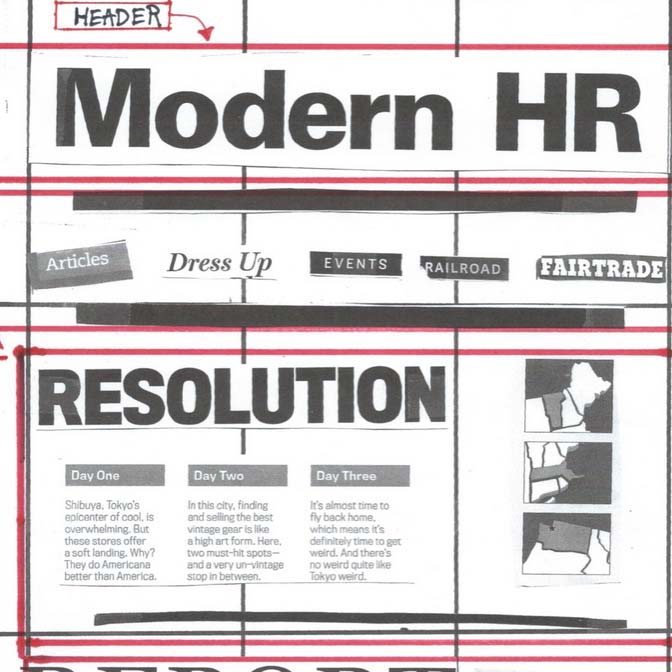 HEADER
Modern HR
Articles
Dress Up
EVENTS
RAILROAD
FAIRTRADE
RESOLUTION
Day One
Shibuya, Tokyo's
epicenter of cool, is
overwhelming. But
these stores offer
a soft landing. Why?
They do Americana
better than America.
Day Two
In this city, finding
and selling the best
vintage gear is like
a high art form. Here,
two must-hit spots—
and a very un-vintage
stop in between.
Day Three
It's almost time to
fly back home,
which means it's
definitely time to get
weird. And there's
no weird quite like
Tokyo weird.